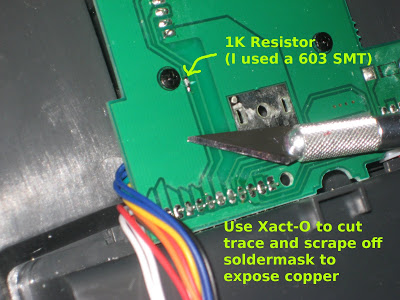 1K Resistor
(I used a 603 SMT)
Use Xact-O to cut
trace and scrape off
soldermask to
expose copper